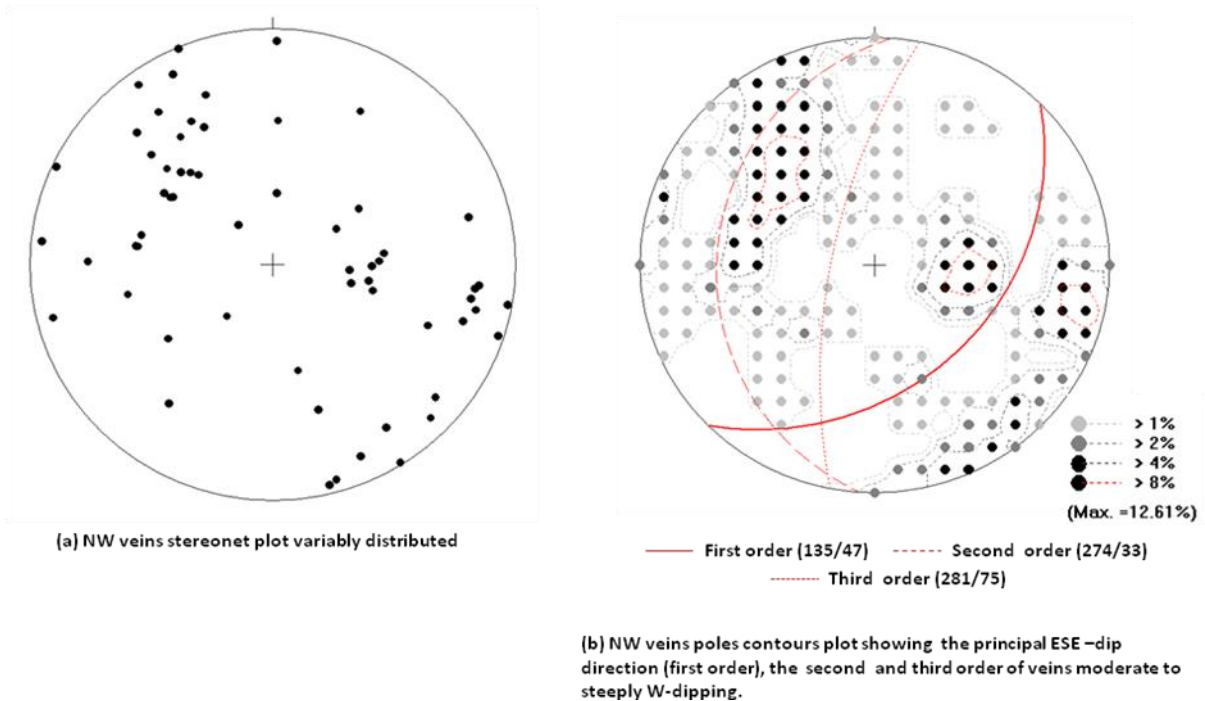 (a) NW veins stereonet plot variably distributed
> 1%
> 2%
> 4%
> 8%
(Max. =12.61%)
First order (135/47)
Second order (274/33)
Third order (281/75)
(b) NW veins poles contours plot showing the principal ESE –dip
direction (first order), the second and third order of veins moderate to
steeply W-dipping.